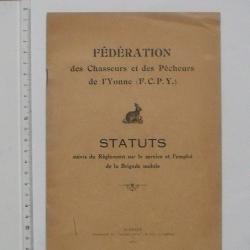 FÉDÉRATION
des Chasseurs et des Pêcheurs
de l'Yonne (F.C.P.Y.)
STATUTS
suivis du Règlement sur le service et l'emploi
de la Brigade mobile